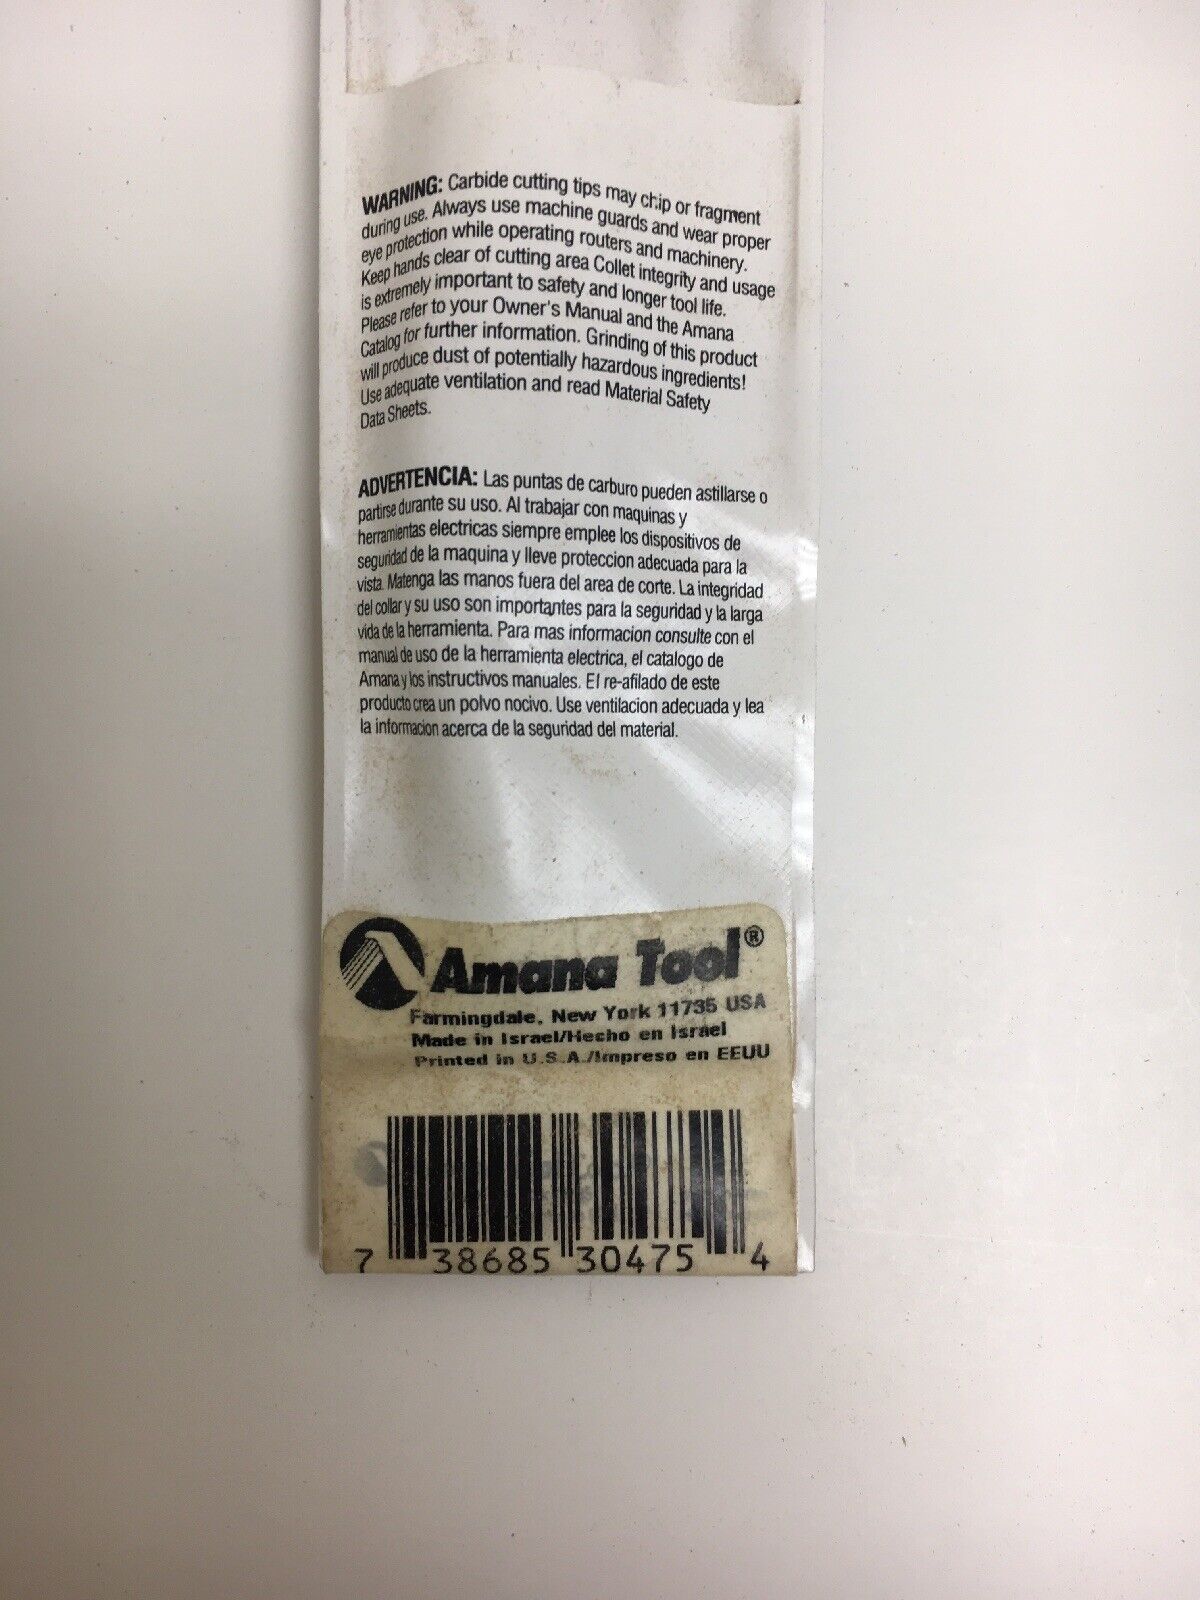 WARNING: Carbide cutting tips may chip or fragment
during use. Always use machine guards and wear proper
eye protection while operating routers and machinery.
Keep hands clear of cutting area Collet integrity and usage
is extremely important to safety and longer tool life.
Please refer to your Owner's Manual and the Amana
Catalog for further information. Grinding of this product
will produce dust of potentially hazardous ingredients!
Use adequate ventilation and read Material Safety
Data Sheets.
ADVERTENCIA: Las puntas de carburo pueden astillarse o
partirse durante su uso. Al trabajar con maquinas y
herramientas electricas siempre emplee los dispositivos de
seguridad de la maquina y lleve proteccion adecuada para la
vista. Matenga las manos fuera del area de corte. La integridad
del collar y su uso son importantes para la seguridad y la larga
vida de la herramienta. Para mas informacion consulte con el
manual de uso de la herramienta electrica, el catalogo de
Amana y los instructivos manuales. El re-afilado de este
producto crea un polvo nocivo. Use ventilacion adecuada y lea
la informacion acerca de la seguridad del material.
Amana Tool®
Farmingdale, New York 11735 USA
Made in Israel/Hecho en Israel
Printed in U.S.A./Impreso en EEUU
7 38685 30475 4